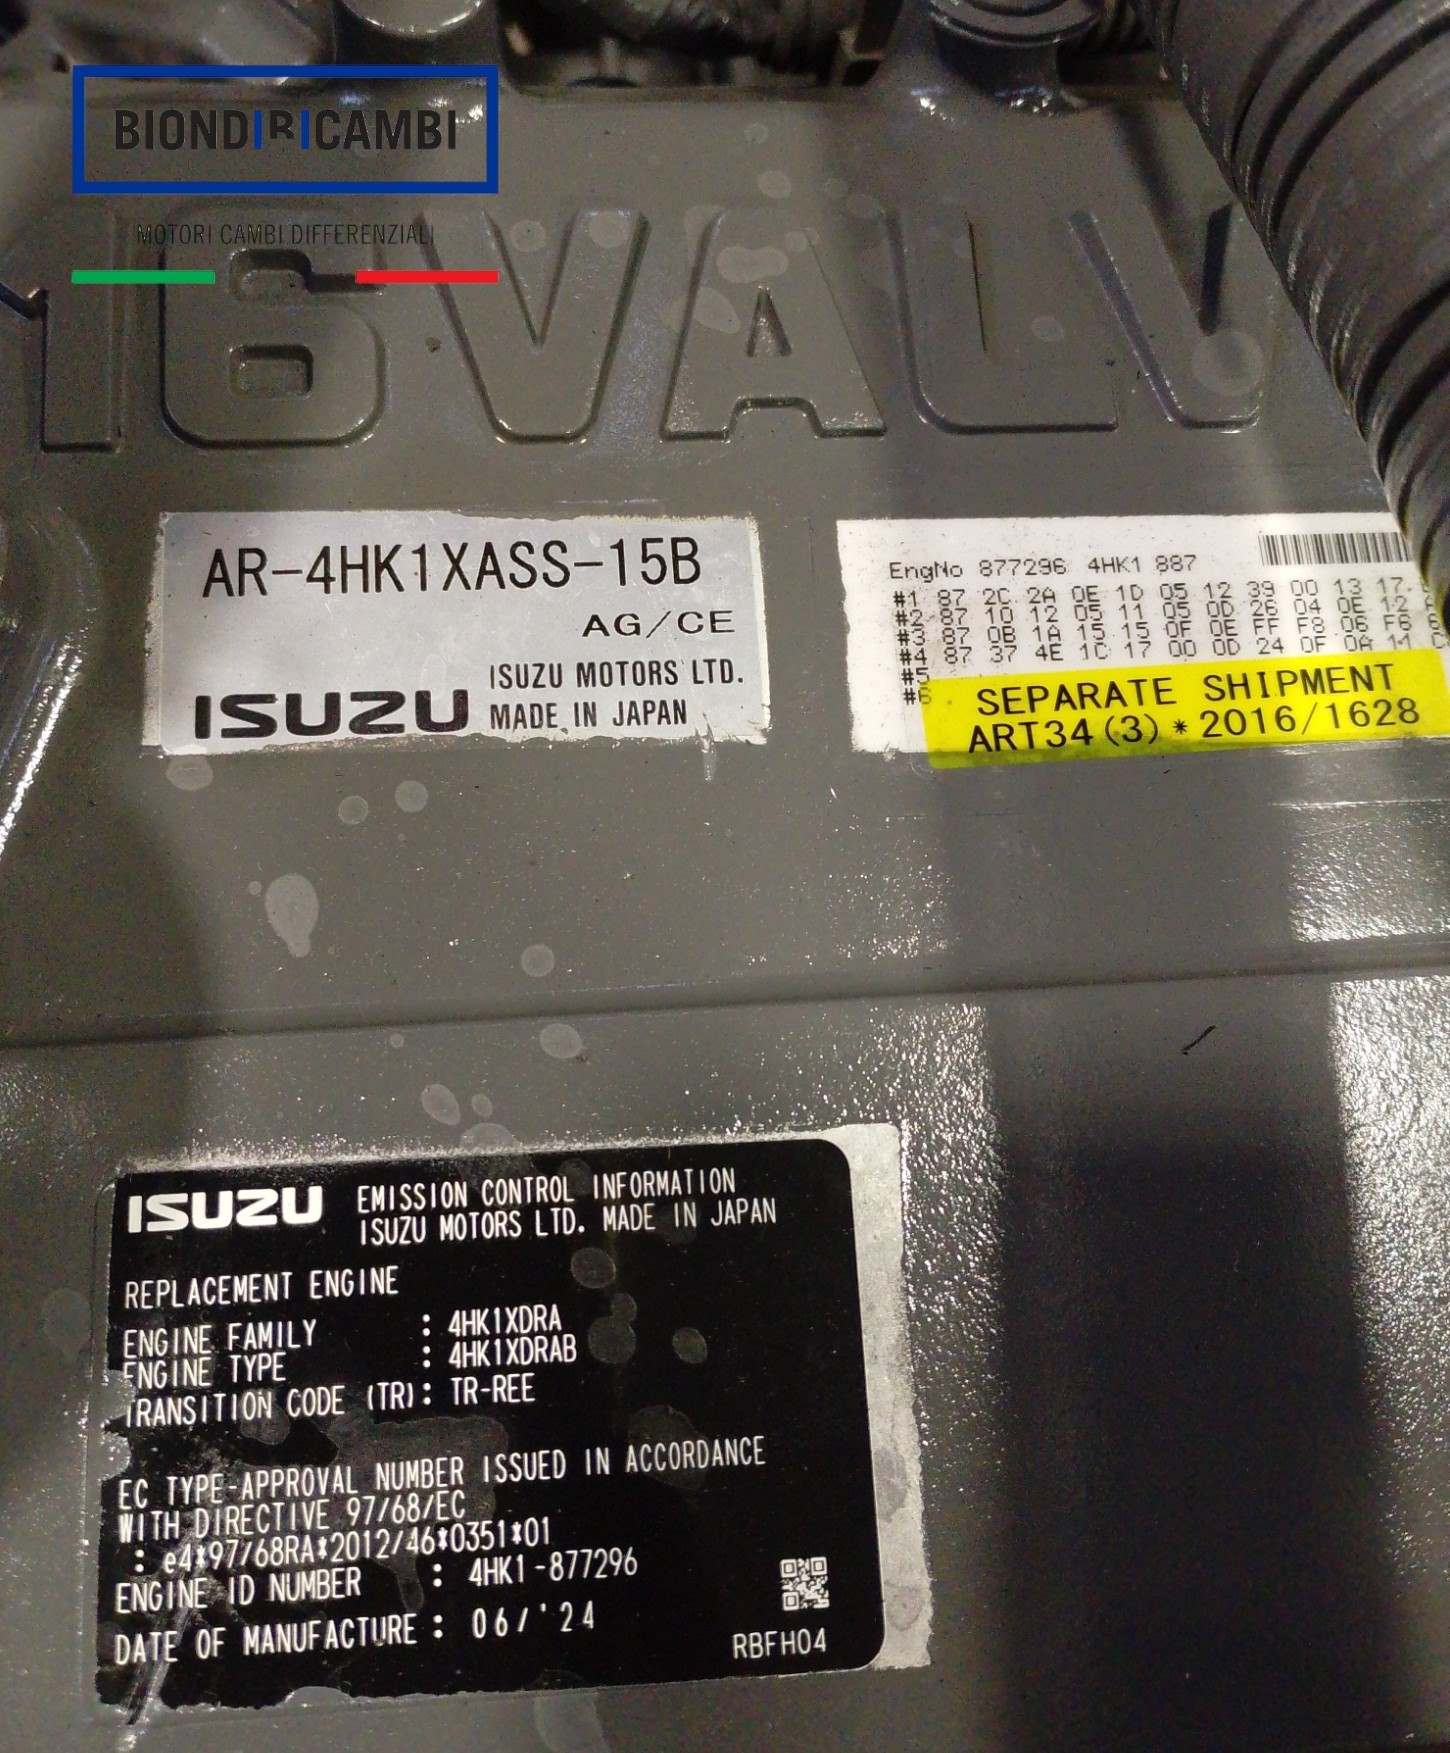 BIONDIRICAMBI
MOTORI CAMBI DIFFERENZIALI
16VALV
AR-4HK1XASS-15B
AG/CE
ISUZU MOTORS LTD.
ISUZU MADE IN JAPAN
EngNo 877296 4HK1 887
#1 87 2C 2A 0E 1D 05 12 39 00 13 17
#2 87 10 12 05 11 05 0D 26 04 0E 12
#3 87 0B 1A 15 15 0F 0E FF F8 06 F6
#4 87 37 4E 1C 17 00 0D 24 0F 0A 11
#5
#6
SEPARATE SHIPMENT
ART34(3)*2016/1628
ISUZU EMISSION CONTROL INFORMATION
ISUZU MOTORS LTD. MADE IN JAPAN
REPLACEMENT ENGINE
ENGINE FAMILY : 4HK1XDRA
ENGINE TYPE : 4HK1XDRAB
TRANSITION CODE (TR): TR-REE
EC TYPE-APPROVAL NUMBER ISSUED IN ACCORDANCE
WITH DIRECTIVE 97/68/EC
: e4*97/68RA*2012/46*0351*01
ENGINE ID NUMBER : 4HK1-877296
DATE OF MANUFACTURE : 06/'24
RBFH04